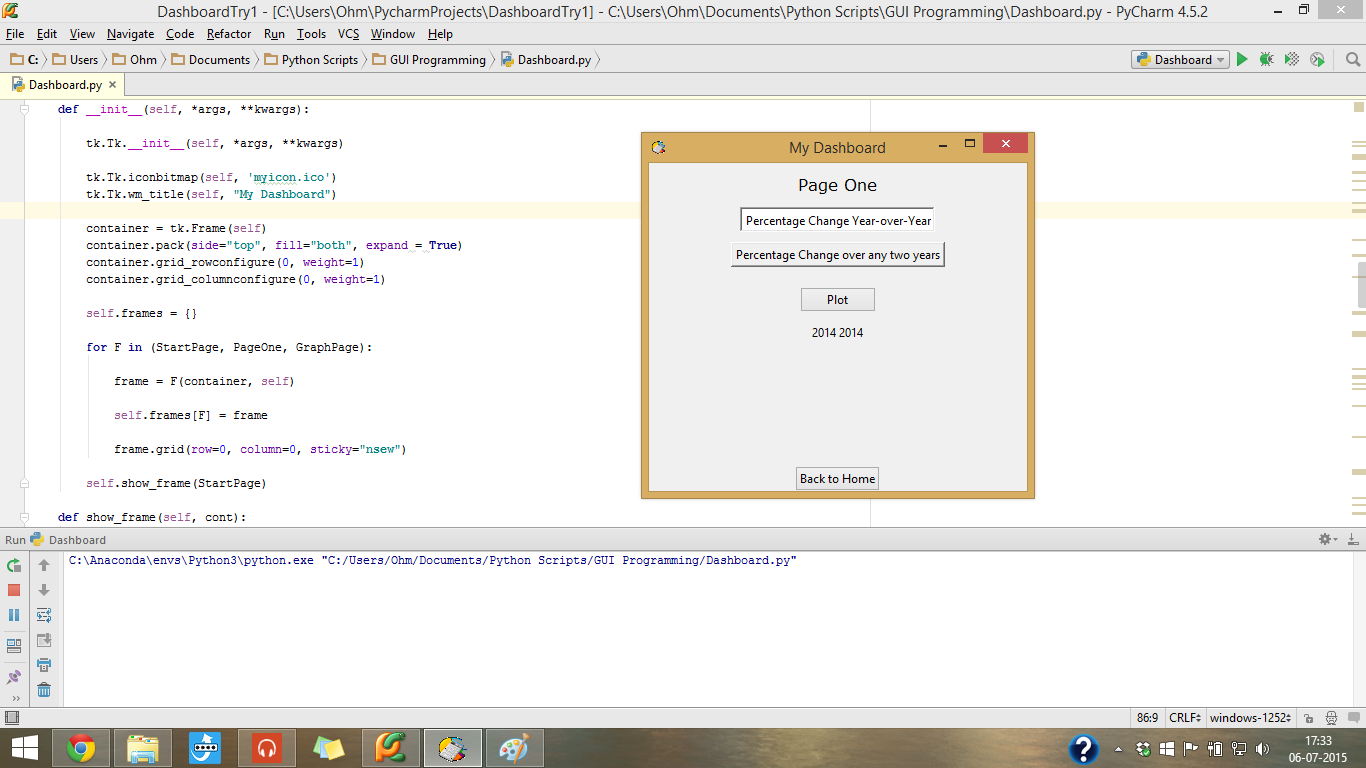 DashboardTry1 - [C:\Users\Ohm\PycharmProjects\DashboardTry1] - C:\Users\Ohm\Documents\Python Scripts\GUI Programming\Dashboard.py - PyCharm 4.5.2
File Edit View Navigate Code Refactor Run Tools VCS Window Help
C: Users Ohm Documents Python Scripts GUI Programming Dashboard.py Dashboard
Dashboard.py
def __init__(self, *args, **kwargs):
tk.Tk.__init__(self, *args, **kwargs)
tk.Tk.iconbitmap(self, 'myicon.ico')
tk.Tk.wm_title(self, "My Dashboard")
container = tk.Frame(self)
container.pack(side="top", fill="both", expand = True)
container.grid_rowconfigure(0, weight=1)
container.grid_columnconfigure(0, weight=1)
self.frames = {}
for F in (StartPage, PageOne, GraphPage):
frame = F(container, self)
self.frames[F] = frame
frame.grid(row=0, column=0, sticky="nsew")
self.show_frame(StartPage)
def show_frame(self, cont):
My Dashboard
Page One
Percentage Change Year-over-Year
Percentage Change over any two years
Plot
2014 2014
Back to Home
Run Dashboard
C:\Anaconda\envs\Python3\python.exe "C:/Users/Ohm/Documents/Python Scripts/GUI Programming/Dashboard.py"
86:9 CRLF windows-1252
17:33
06-07-2015